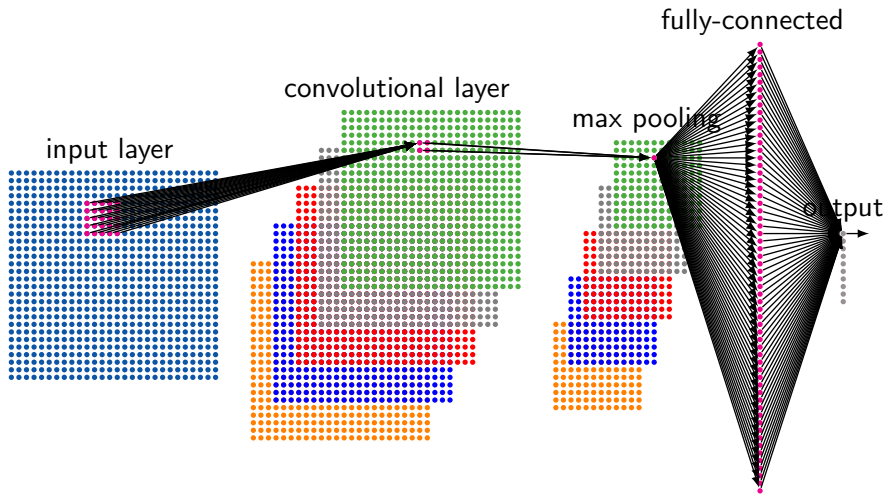 fully-connected
convolutional layer
max pooling
input layer
output